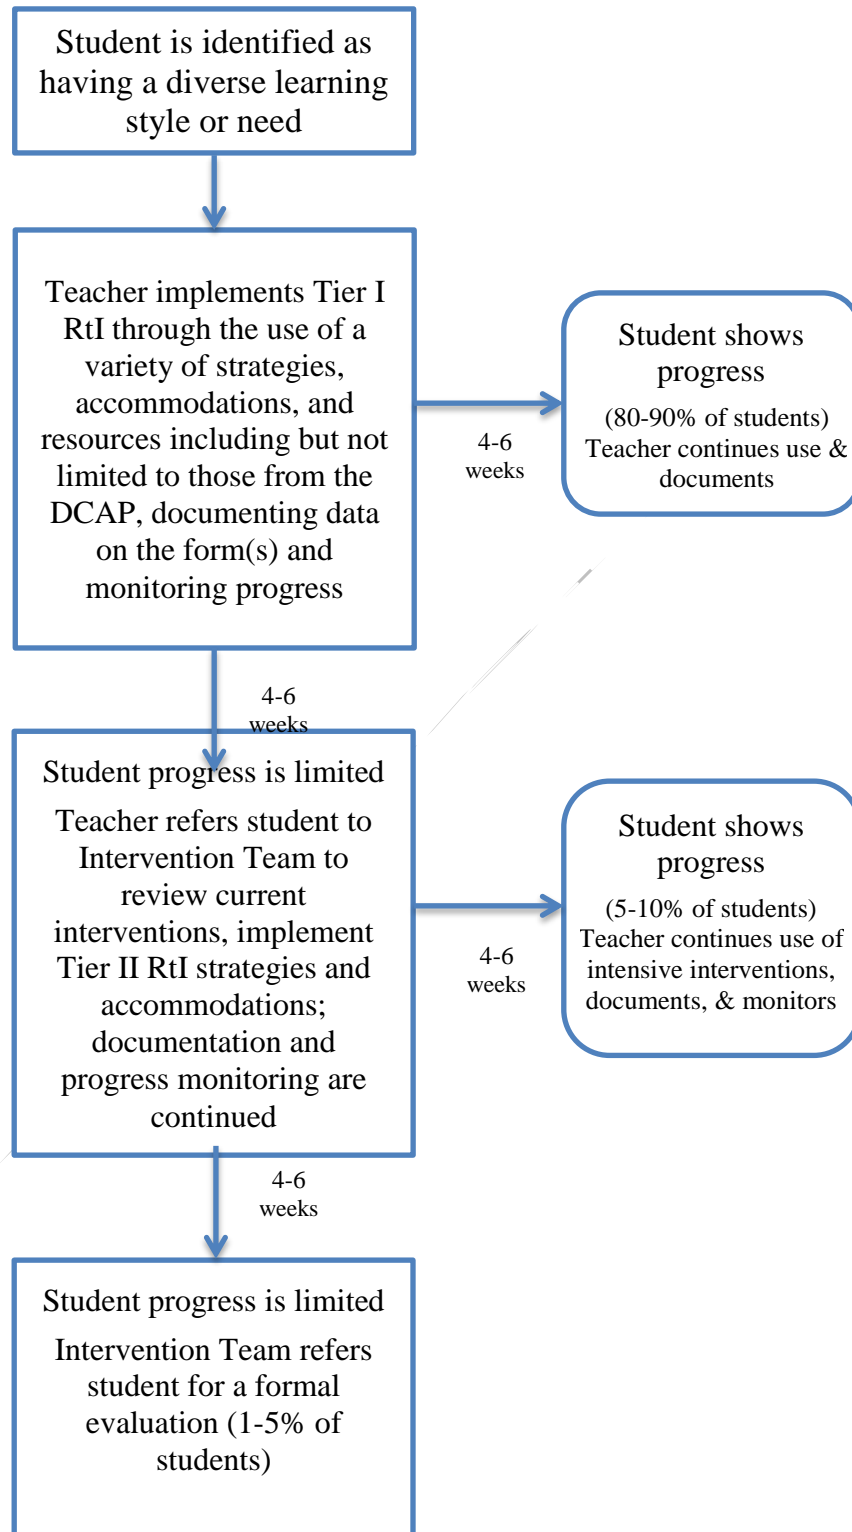 Student is identified as
having a diverse learning
style or need
Teacher implements Tier I
RtI through the use of a
variety of strategies,
accommodations, and
resources including but not
limited to those from the
DCAP, documenting data
on the form(s) and
monitoring progress
4-6
weeks
Student shows
progress
(80-90% of students)
Teacher continues use &
documents
4-6
weeks
Student progress is limited
Teacher refers student to
Intervention Team to
review current
interventions, implement
Tier II RtI strategies and
accommodations;
documentation and
progress monitoring are
continued
4-6
weeks
Student shows
progress
(5-10% of students)
Teacher continues use of
intensive interventions,
documents, & monitors
4-6
weeks
Student progress is limited
Intervention Team refers
student for a formal
evaluation (1-5% of
students)